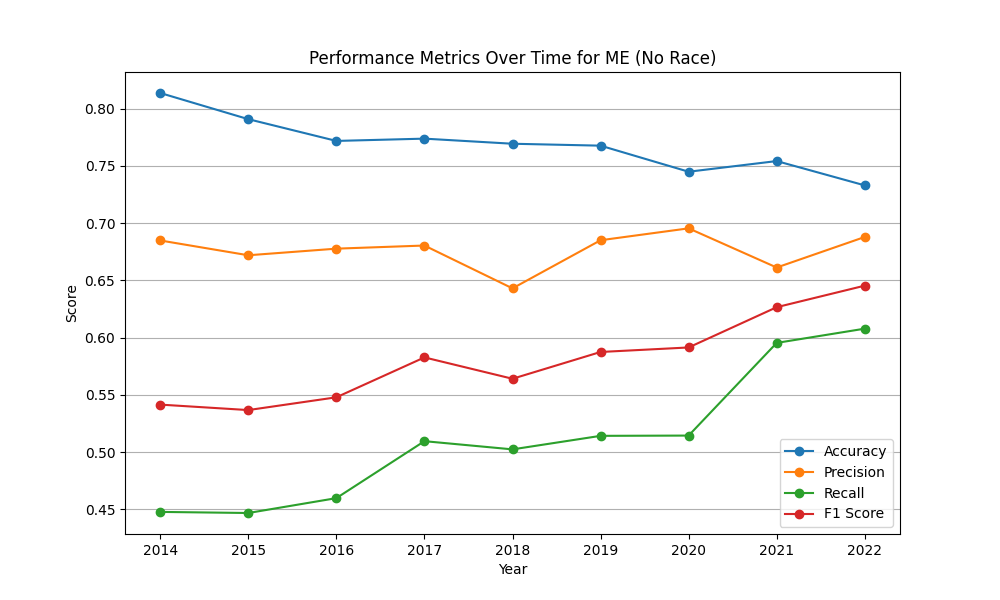 Performance Metrics Over Time for ME (No Race)
0.80
0.75
0.70
0.65
0.60
0.55
0.50
0.45
Score
Accuracy
Precision
Recall
F1 Score
2014 2015 2016 2017 2018 2019 2020 2021 2022
Year